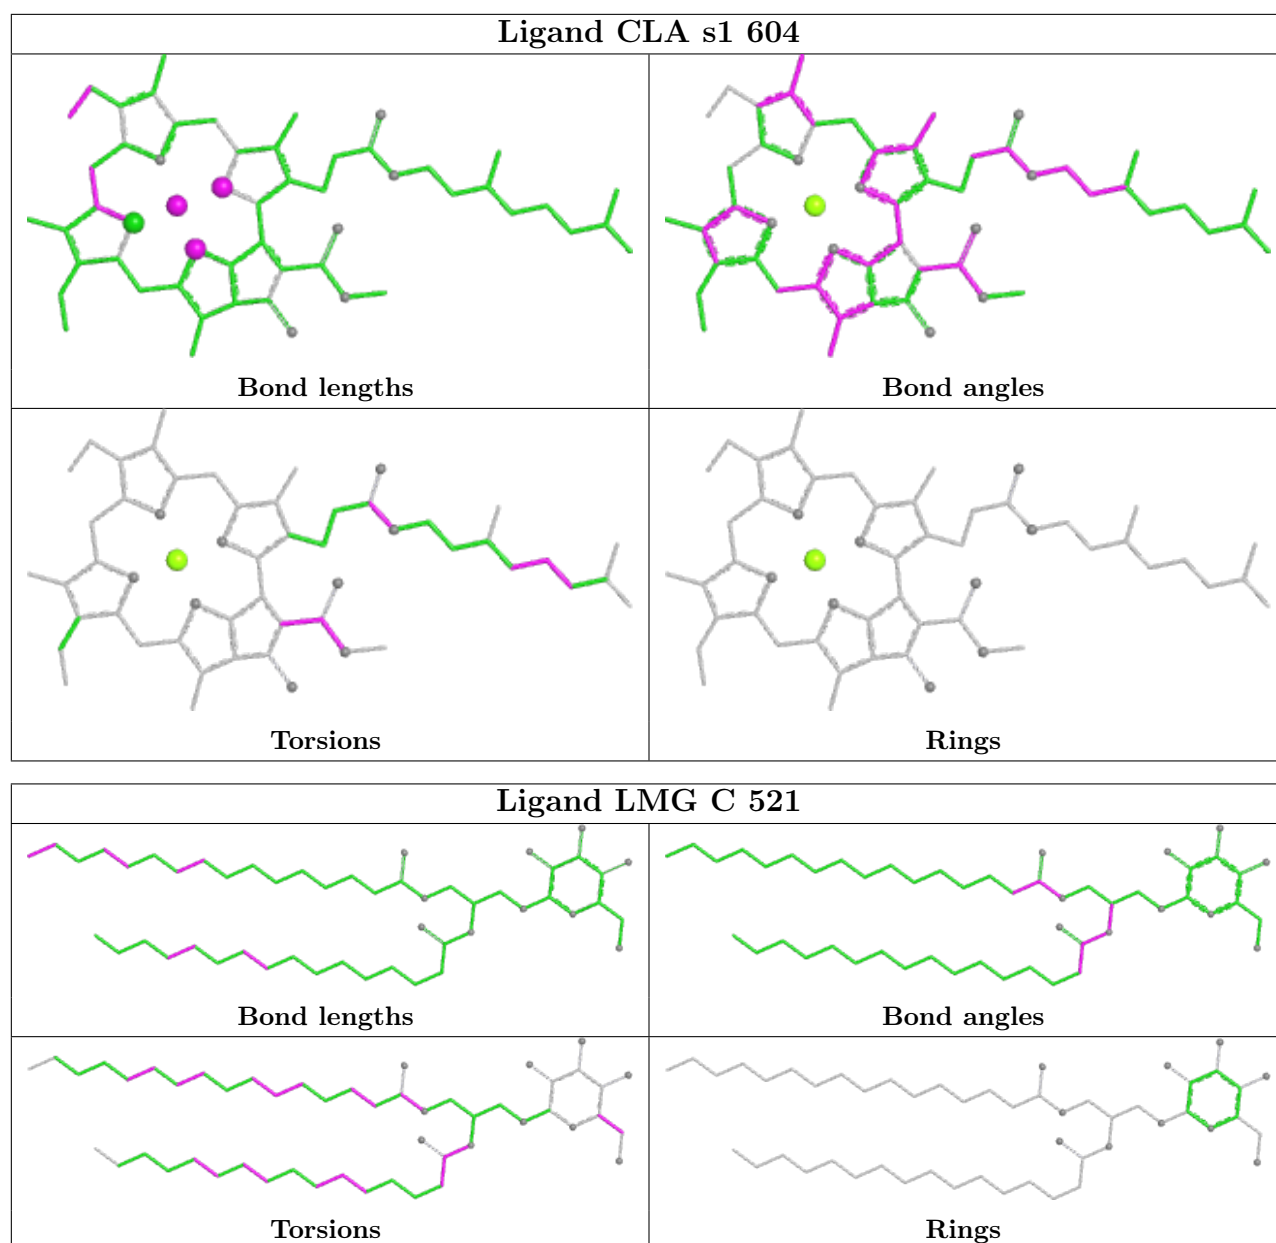 Ligand CLA s1 604
Bond lengths
Bond angles
Torsions
Rings
Ligand LMG C 521
Bond lengths
Bond angles
Torsions
Rings